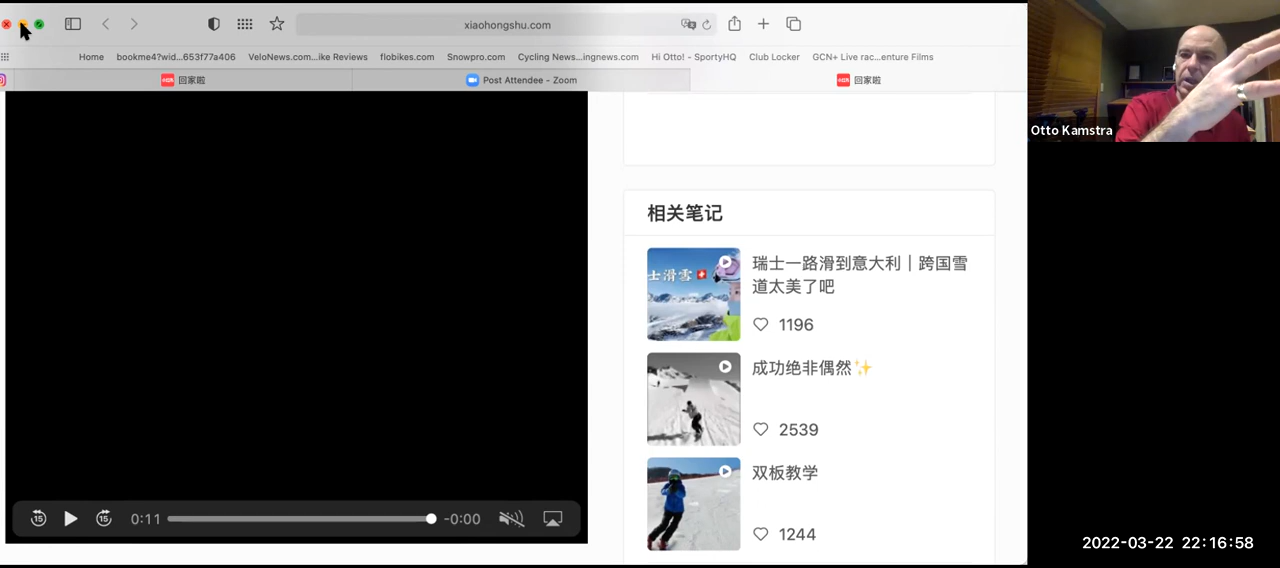 xiaohongshu.com
Home bookme4?wid...653f77a406 VeloNews.com...ike Reviews flobikes.com Snowpro.com Cycling News...ingnews.com Hi Otto! - SportyHQ Club Locker GCN+ Live rac...enture Films
回家啦 Post Attendee - Zoom 回家啦
Otto Kamstra
相关笔记
士滑雪
瑞士一路滑到意大利｜跨国雪
道太美了吧
1196
成功绝非偶然✨
2539
双板教学
1244
15 15 0:11 -0:00
2022-03-22 22:16:58